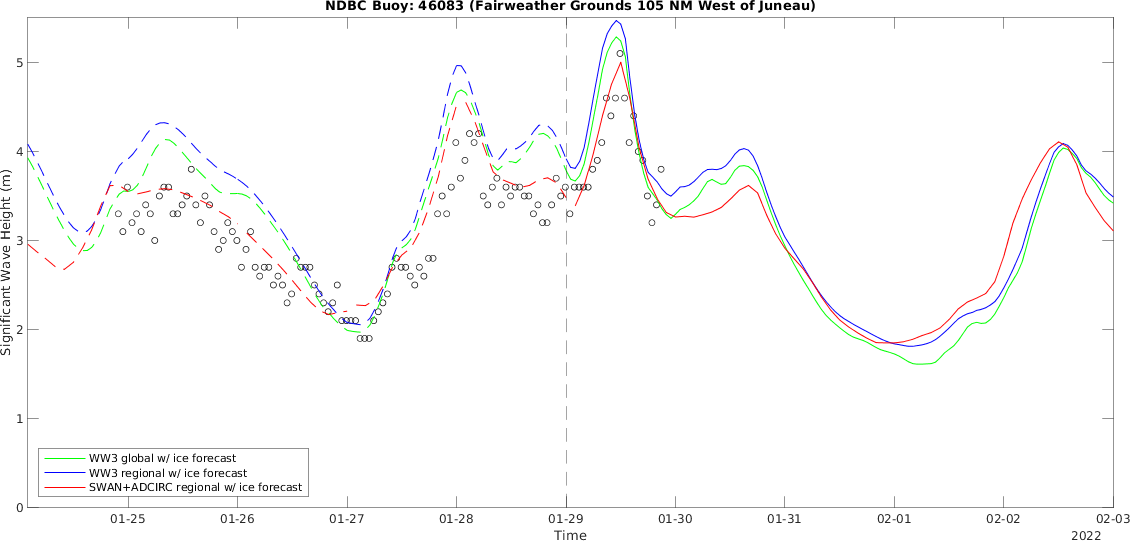 NDBC Buoy: 46083 (Fairweather Grounds 105 NM West of Juneau)
Significant Wave Height (m)
5
4
3
2
1
0
WW3 global w/ ice forecast
WW3 regional w/ ice forecast
SWAN+ADCIRC regional w/ ice forecast
01-25 01-26 01-27 01-28 01-29 01-30 01-31 02-01 02-02 02-03
Time
2022